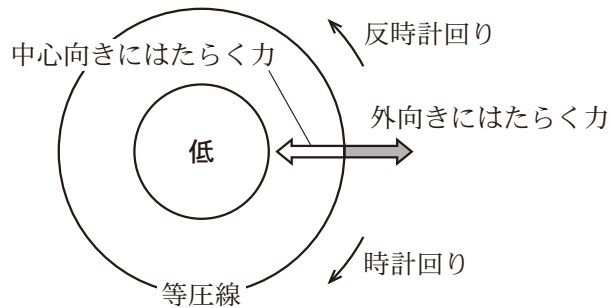 反時計回り
中心向きにはたらく力
外向きにはたらく力
低
時計回り
等圧線